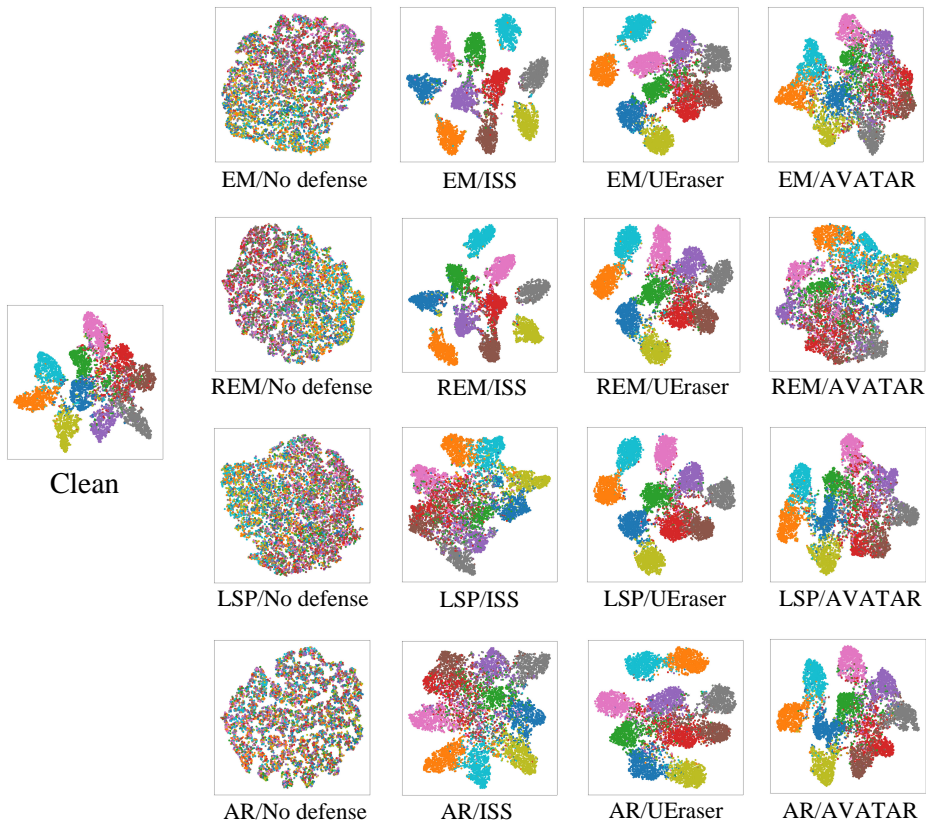 EM/No defense
EM/ISS
EM/UEraser
EM/AVATAR
REM/No defense
REM/ISS
REM/UEraser
REM/AVATAR
Clean
LSP/No defense
LSP/ISS
LSP/UEraser
LSP/AVATAR
AR/No defense
AR/ISS
AR/UEraser
AR/AVATAR